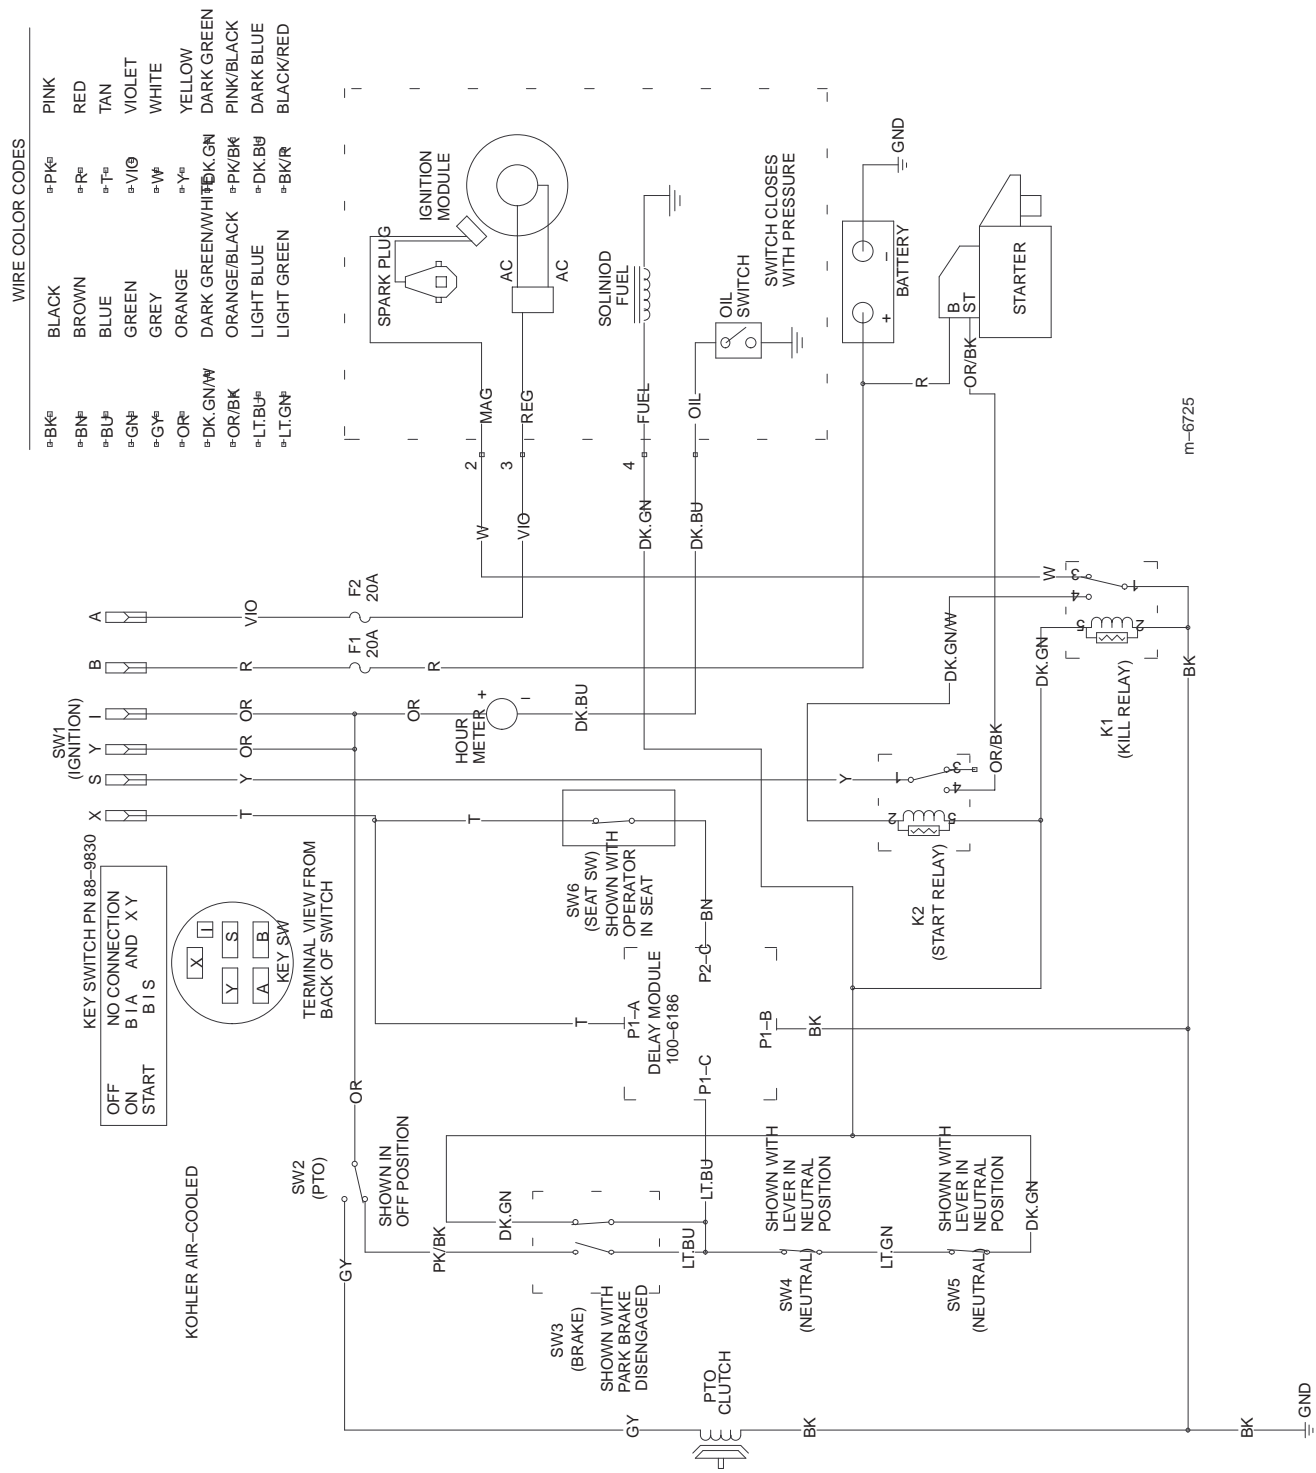 WIRE COLOR CODES
BK BLACK PK PINK
BN BROWN R RED
BU BLUE T TAN
GN GREEN VIO VIOLET
GY GREY W WHITE
OR ORANGE Y YELLOW
DK.GN/W DARK GREEN/WHITE DK.GN DARK GREEN
OR/BK ORANGE/BLACK PK/BK PINK/BLACK
LT.BU LIGHT BLUE DK.BU DARK BLUE
LT.GN LIGHT GREEN BK/R BLACK/RED
KOHLER AIR–COOLED
KEY SWITCH PN 88–9830
OFF NO CONNECTION
ON B I A AND X Y
START B I S
X
I
Y
S
A
B
KEY SW
TERMINAL VIEW FROM
BACK OF SWITCH
SW1
(IGNITION)
X
S
Y
I
B
A
T
Y
OR
OR
R
VIO
OR
F1
20A
F2
20A
R
HOUR
METER
+
–
DK.BU
W
VIO
DK.GN
DK.BU
2
3
4
MAG
REG
FUEL
OIL
SPARK PLUG
IGNITION
MODULE
AC
AC
SOLINIOD
FUEL
OIL
SWITCH
SWITCH CLOSES
WITH PRESSURE
+
–
BATTERY
GND
R
OR/BK
B
ST
STARTER
m–6725
SW2
(PTO)
OR
SHOWN IN
OFF POSITION
GY
PK/BK
DK.GN
SW3
(BRAKE)
SHOWN WITH
PARK BRAKE
DISENGAGED
LT.BU
LT.BU
SW4
(NEUTRAL)
SHOWN WITH
LEVER IN
NEUTRAL
POSITION
LT.GN
SW5
(NEUTRAL)
SHOWN WITH
LEVER IN
NEUTRAL
POSITION
DK.GN
T
P1–A
DELAY MODULE
100–6186
P1–C
P2–C
P1–B
BK
BN
T
SW6
(SEAT SW)
SHOWN WITH
OPERATOR
IN SEAT
Y
1
3
4
2
5
K2
(START RELAY)
OR/BK
DK.GN/W
DK.GN
W
3
4
1
5
2
K1
(KILL RELAY)
BK
GY
PTO
CLUTCH
BK
BK
GND